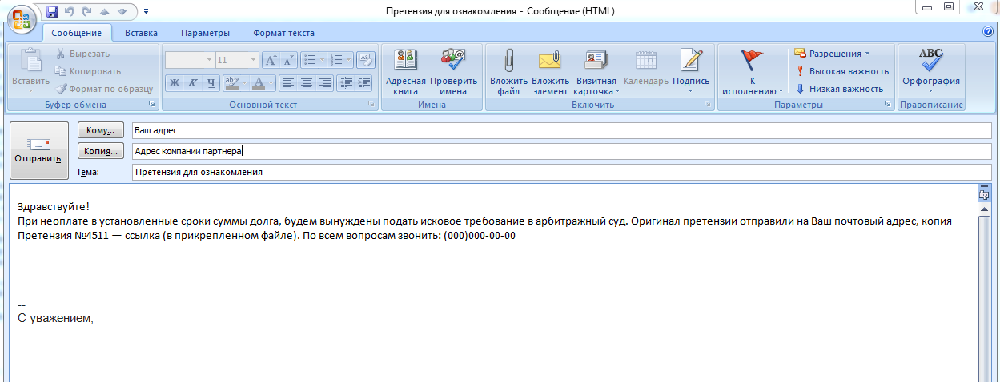 Претензия для ознакомления - Сообщение (HTML)
Сообщение Вставка Параметры Формат текста
Вставить
Вырезать
Копировать
Формат по образцу
Буфер обмена
11
Ж К Ч
ab A
Основной текст
Адресная книга
Проверить имена
Имена
Вложить файл
Вложить элемент
Визитная карточка
Календарь
Подпись
Включить
К исполнению
Разрешения
Высокая важность
Низкая важность
Параметры
ABC
Орфография
Правописание
Отправить
Кому... Ваш адрес
Копия... Адрес компании партнера
Тема: Претензия для ознакомления
Здравствуйте!
При неоплате в установленные сроки суммы долга, будем вынуждены подать исковое требование в арбитражный суд. Оригинал претензии отправили на Ваш почтовый адрес, копия
Претензия №4511 — ссылка (в прикрепленном файле). По всем вопросам звонить: (000)000-00-00
--
С уважением,